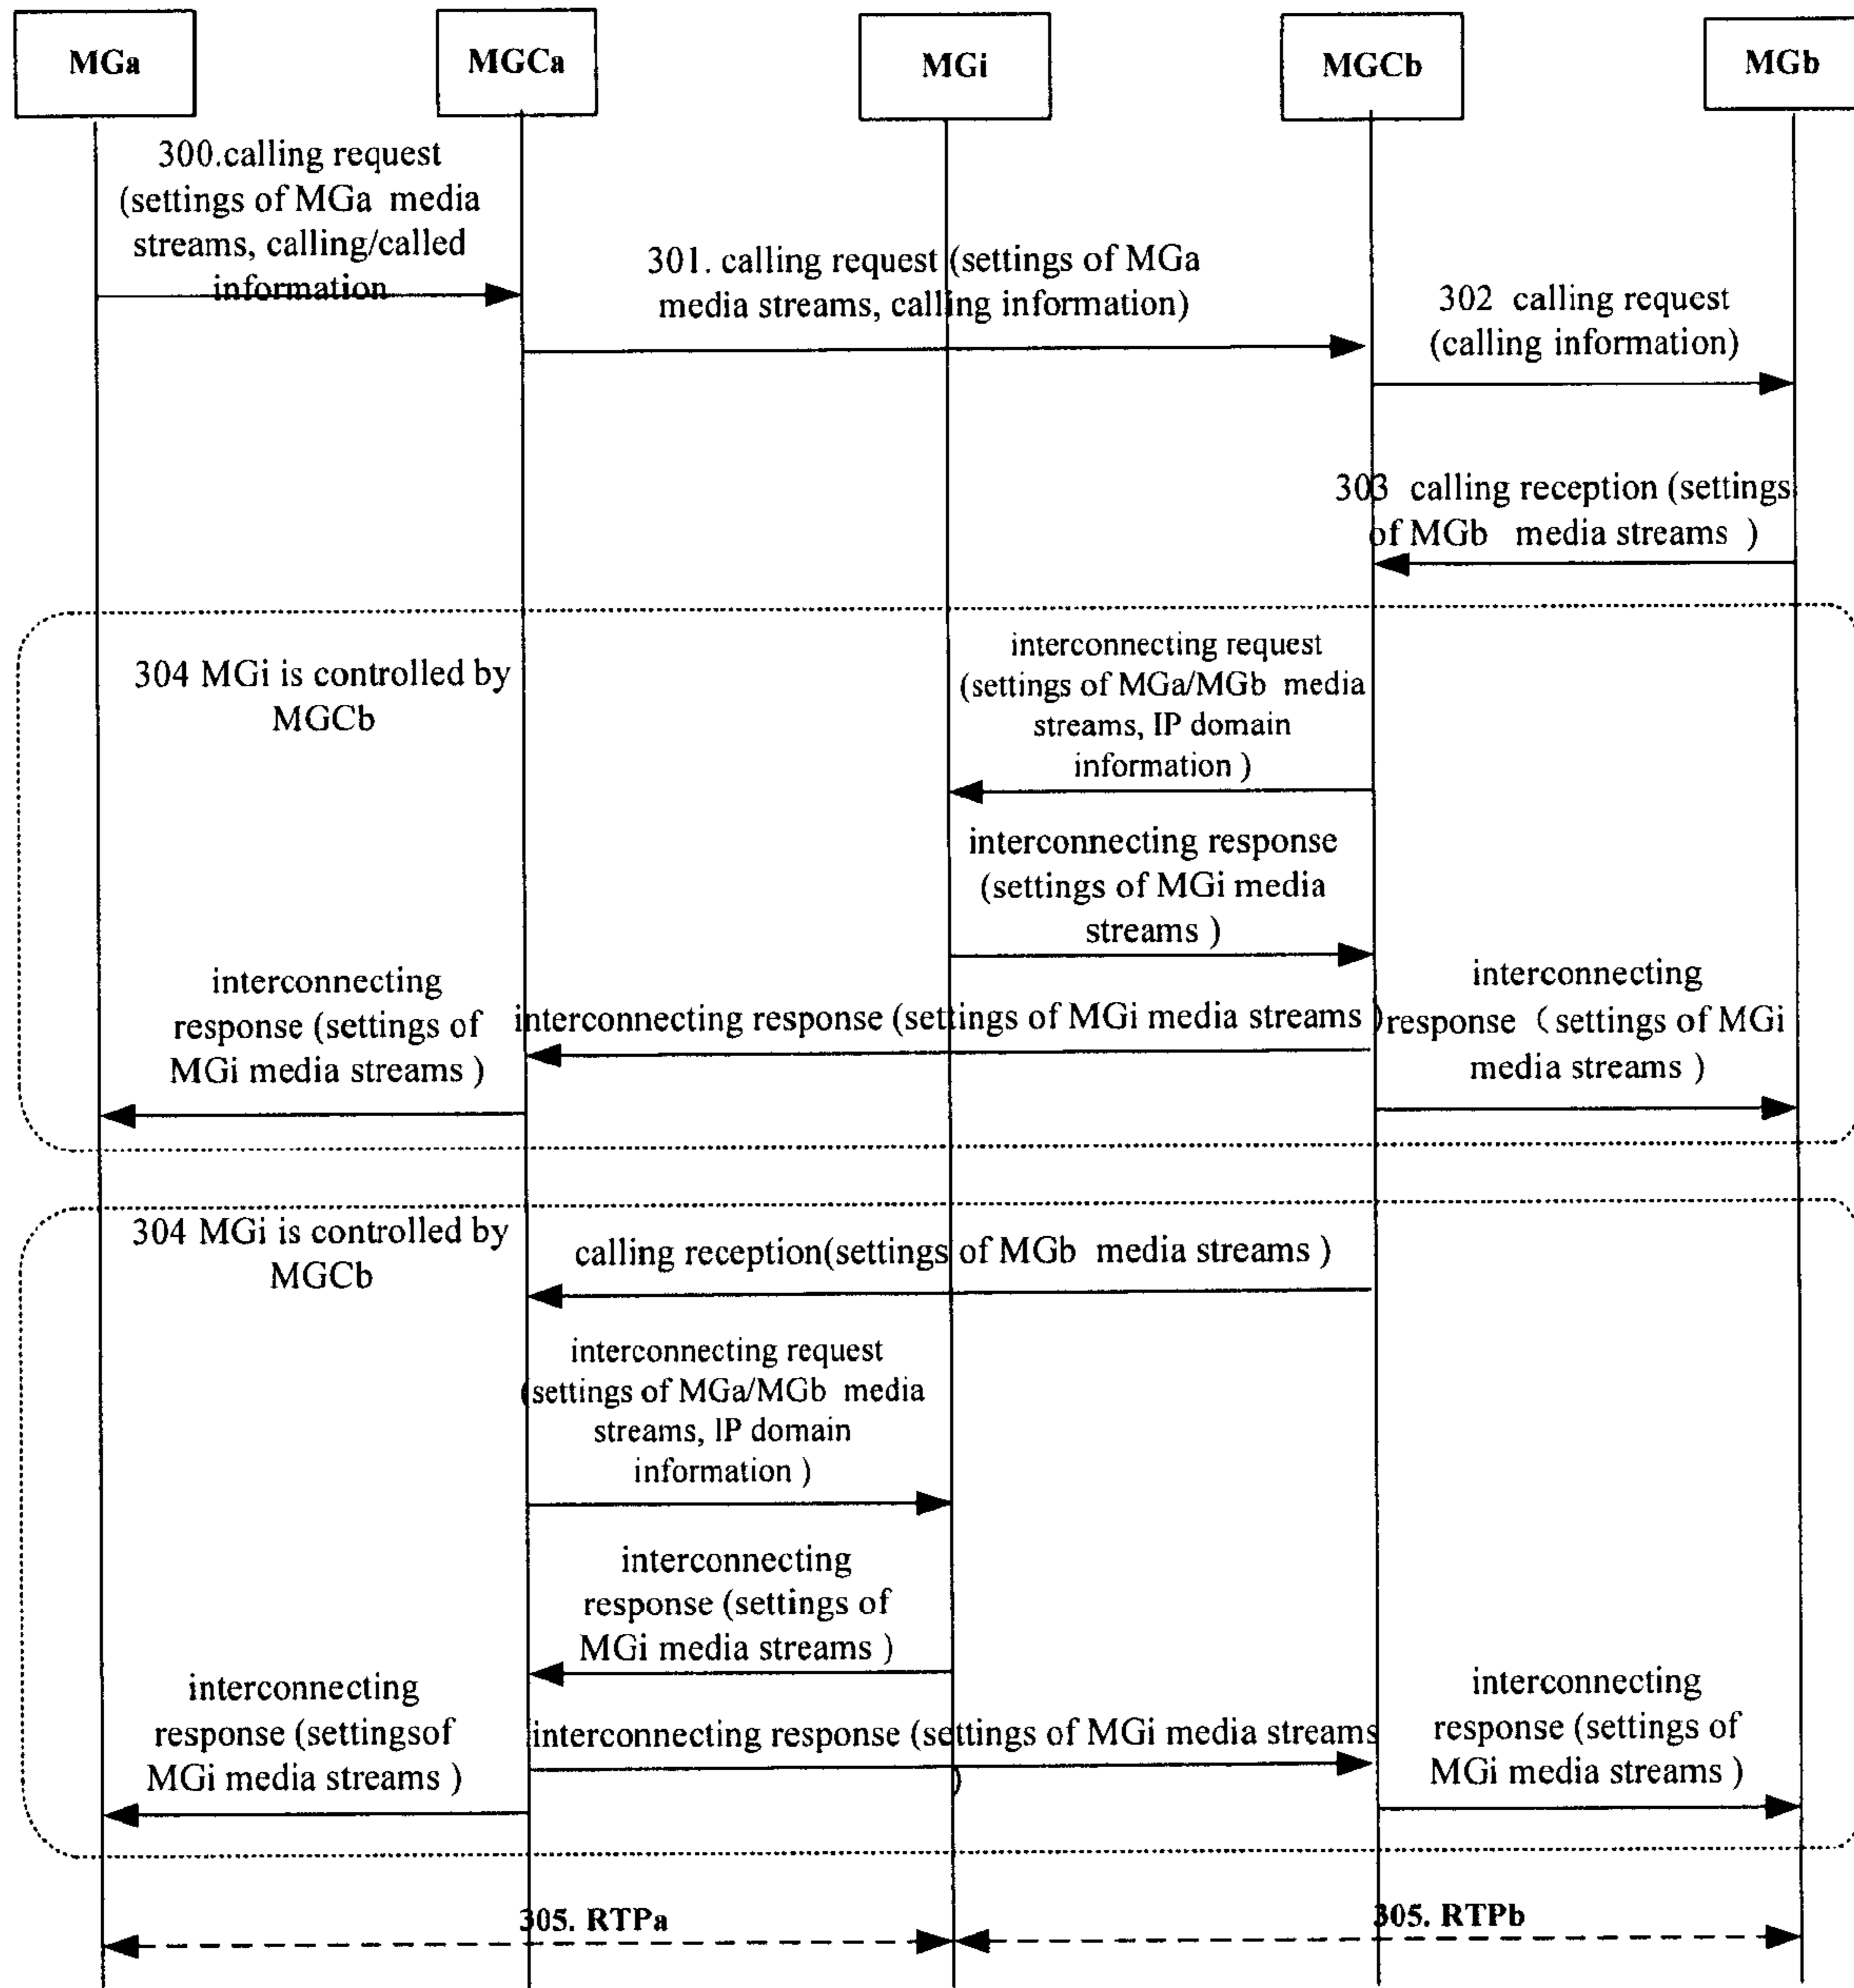 MGa
MGCa
MGi
MGCb
MGb
300.calling request
(settings of MGa media
streams, calling/called
information
301. calling request (settings of MGa
media streams, calling information)
302 calling request
(calling information)
303 calling reception (settings
of MGb media streams )
304 MGi is controlled by
MGCb
interconnecting request
(settings of MGa/MGb media
streams, IP domain
information )
interconnecting response
(settings of MGi media
streams )
interconnecting
response (settings of
MGi media streams )
interconnecting response (settings of MGi media streams )
interconnecting
response（settings of MGi
media streams )
304 MGi is controlled by
MGCb
calling reception(settings of MGb media streams )
interconnecting request
(settings of MGa/MGb media
streams, IP domain
information )
interconnecting
response (settings of
MGi media streams )
interconnecting
response (settingsof
MGi media streams )
interconnecting response (settings of MGi media streams
)
interconnecting
response (settings of
MGi media streams )
305. RTPa
305. RTPb